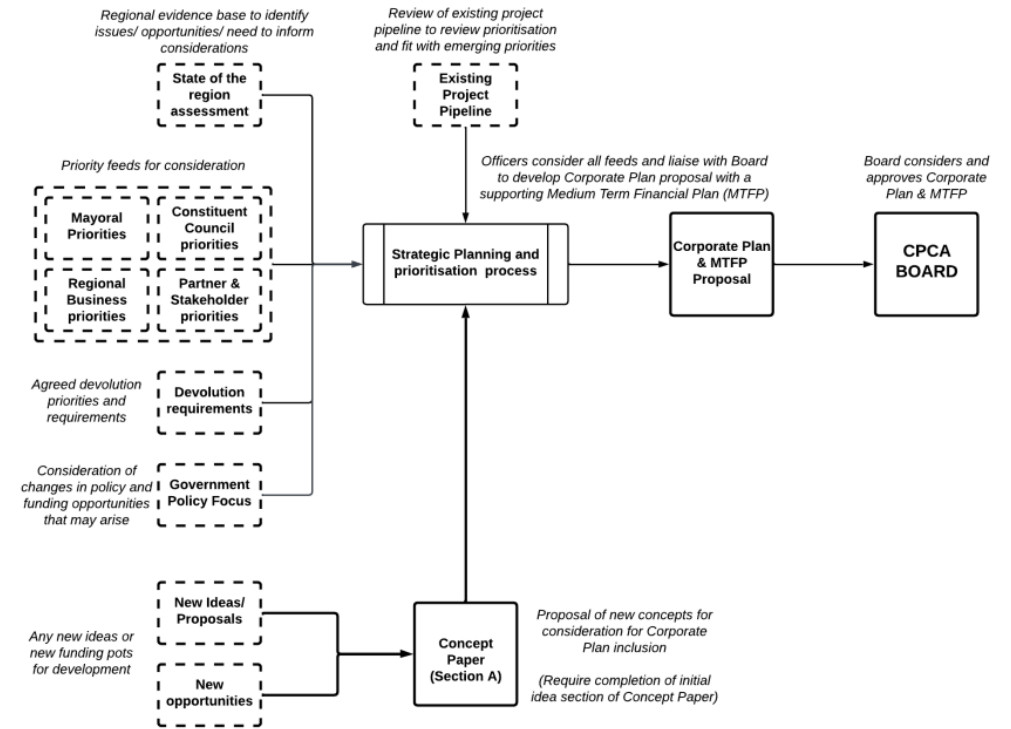 Regional evidence base to identify
issues/ opportunities/ need to inform
considerations
State of the
region
assessment
Review of existing project
pipeline to review prioritisation
and fit with emerging priorities
Existing
Project
Pipeline
Priority feeds for consideration
Mayoral
Priorities
Constituent
Council
priorities
Regional
Business
priorities
Partner &
Stakeholder
priorities
Officers consider all feeds and liaise with Board
to develop Corporate Plan proposal with a
supporting Medium Term Financial Plan (MTFP)
Board considers and
approves Corporate
Plan & MTFP
Strategic Planning and
prioritisation process
Corporate Plan
& MTFP
Proposal
CPCA
BOARD
Agreed devolution
priorities and
requirements
Devolution
requirements
Consideration of
changes in policy and
funding opportunities
that may arise
Government
Policy Focus
Any new ideas or
new funding pots
for development
New Ideas/
Proposals
New
opportunities
Concept
Paper
(Section A)
Proposal of new concepts for
consideration for Corporate
Plan inclusion
(Require completion of initial
idea section of Concept Paper)